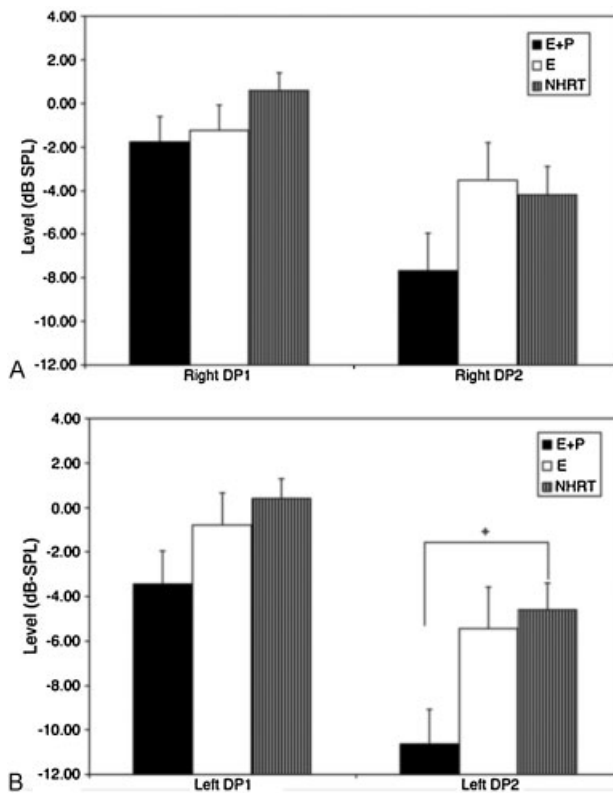 4.00
2.00
0.00
-2.00
-4.00
-6.00
-8.00
-10.00
-12.00
Level (dB SPL)
E+P
E
NHRT
A
Right DP1
Right DP2
4.00
2.00
0.00
-2.00
-4.00
-6.00
-8.00
-10.00
-12.00
Level (dB-SPL)
E+P
E
NHRT
+
B
Left DP1
Left DP2